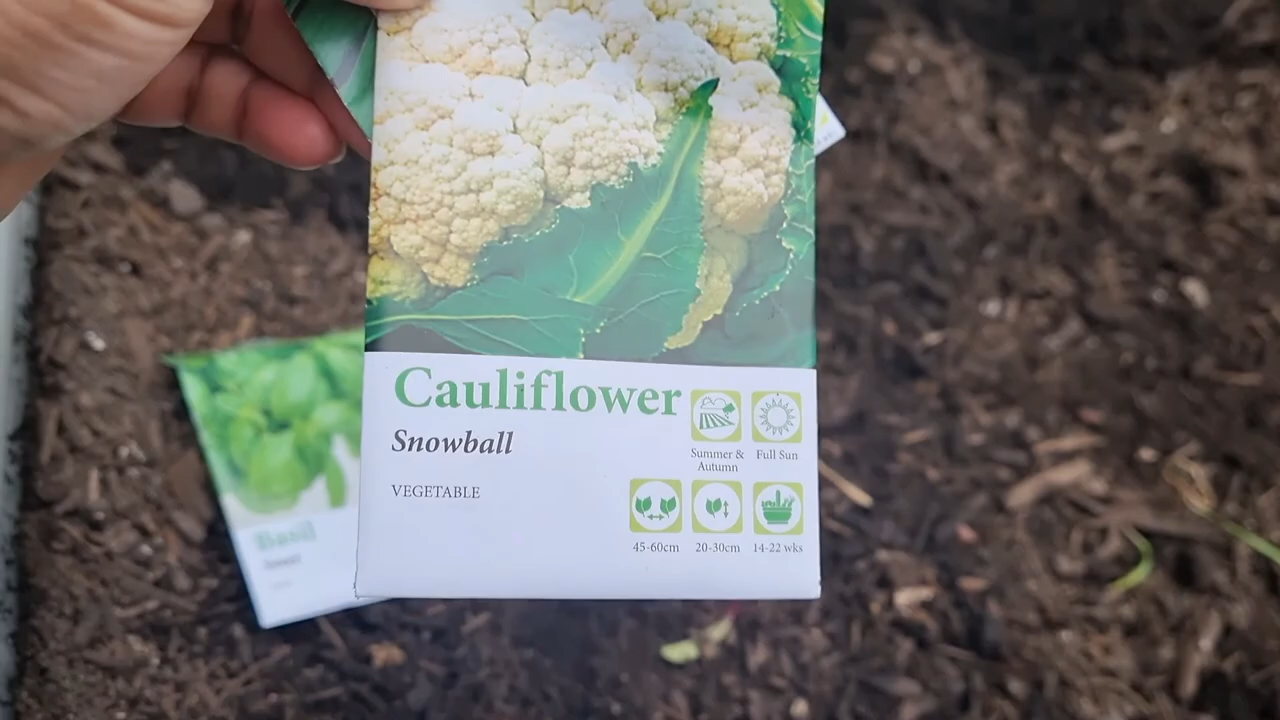 Cauliflower
Snowball
VEGETABLE
Summer &
Autumn
Full Sun
45-60cm
20-30cm
14-22 wks
Basil